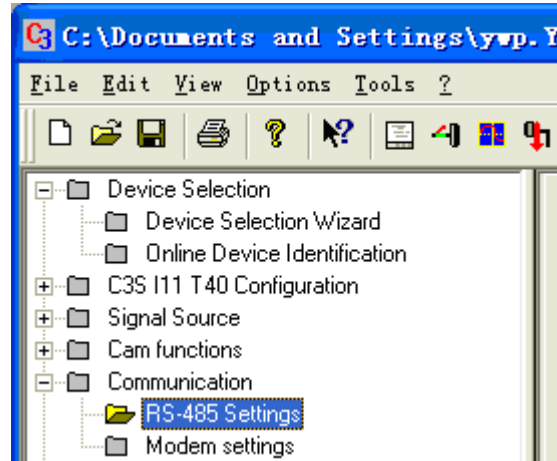 C3 C:\Documents and Settings\ywp.Y
File Edit View Options Tools ?
Device Selection
Device Selection Wizard
Online Device Identification
C3S I11 T40 Configuration
Signal Source
Cam functions
Communication
RS-485 Settings
Modem settings